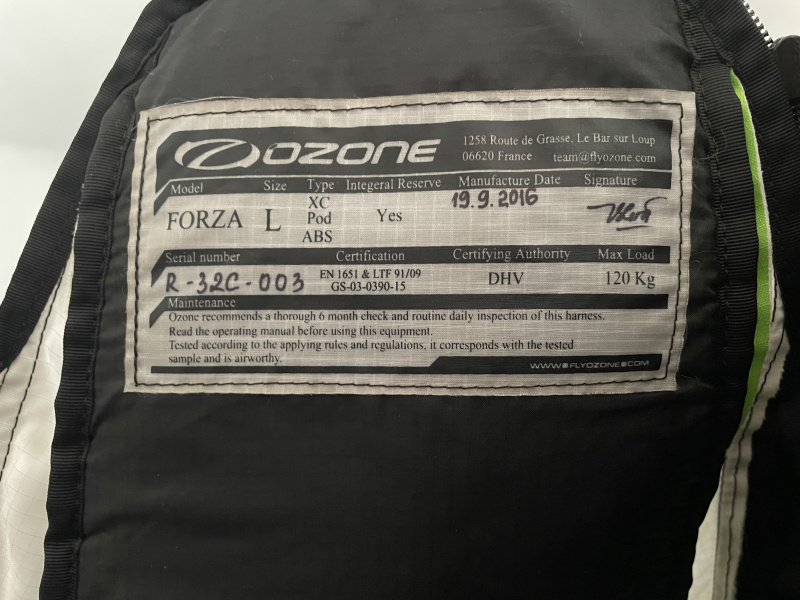 OZONE
1258 Route de Grasse, Le Bar sur Loup
06620 France team@flyozone.com
Model Size Type Integeral Reserve Manufacture Date Signature
FORZA L XC Pod ABS Yes 19.9.2016
Serial number Certification Certifying Authority Max Load
R-32C-003 EN 1651 & LTF 91/09 GS-03-0390-15 DHV 120 Kg
Maintenance
Ozone recommends a thorough 6 month check and routine daily inspection of this harness.
Read the operating manual before using this equipment.
Tested according to the applying rules and regulations, it corresponds with the tested
sample and is airworthy.
WWW.FLYOZONE.COM